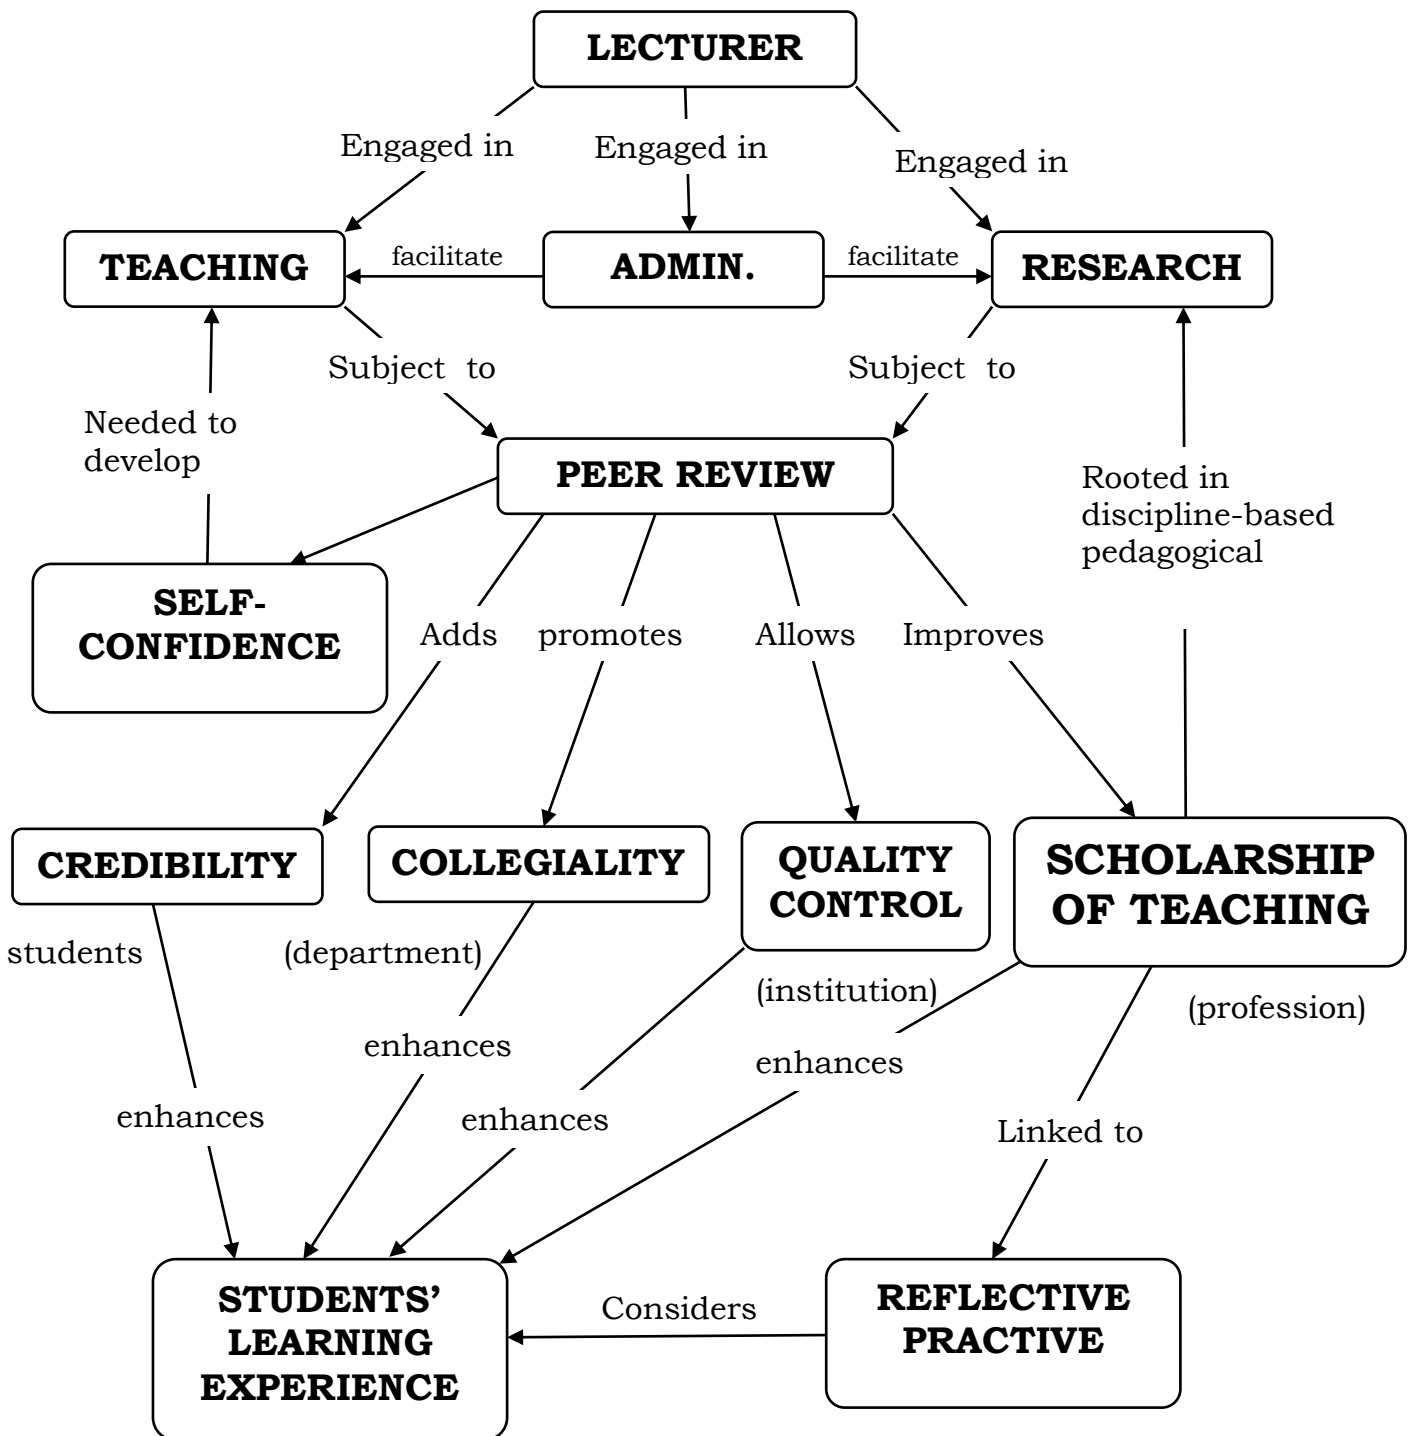 LECTURER
Engaged in
Engaged in
Engaged in
TEACHING
facilitate
ADMIN.
facilitate
RESEARCH
Subject to
Subject to
Needed to
develop
PEER REVIEW
Rooted in
discipline-based
pedagogical
SELF-
CONFIDENCE
Adds
promotes
Allows
Improves
CREDIBILITY
COLLEGIALITY
QUALITY
CONTROL
SCHOLARSHIP
OF TEACHING
students
(department)
(institution)
(profession)
enhances
enhances
enhances
enhances
Linked to
STUDENTS’
LEARNING
EXPERIENCE
Considers
REFLECTIVE
PRACTIVE